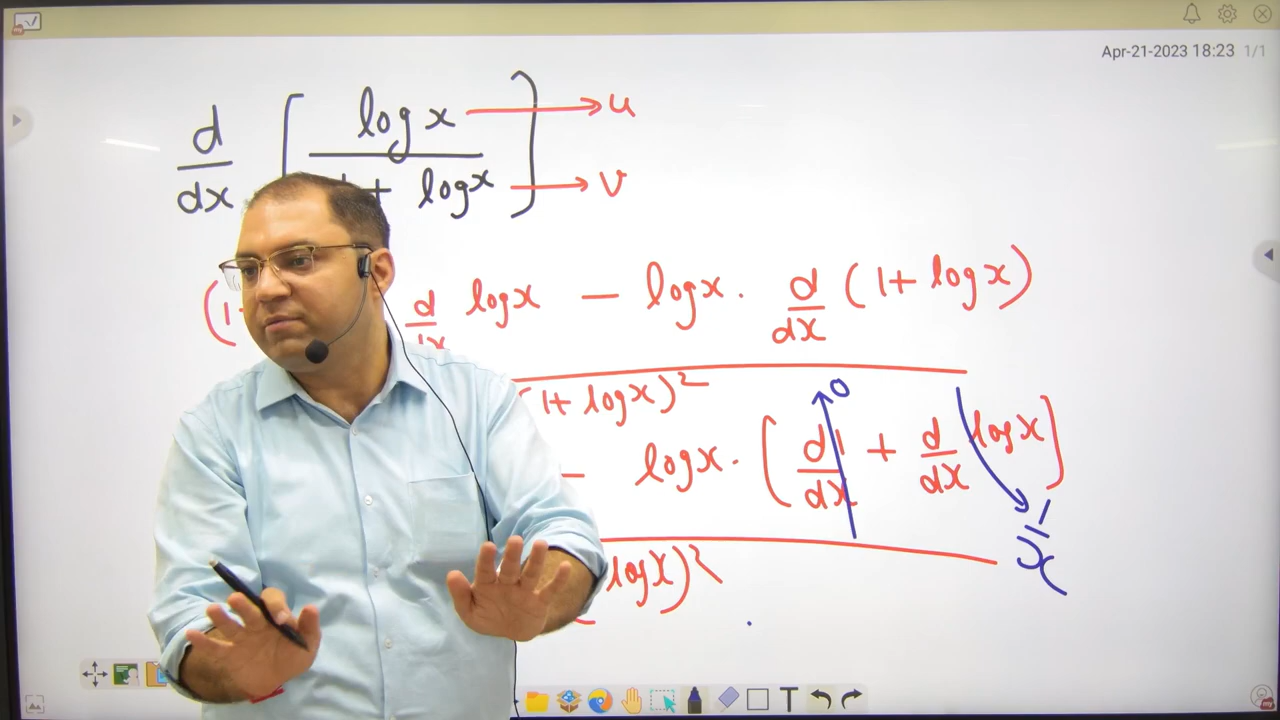 Apr-21-2023 18:23 1/1
d/dx [ log x / + log x ] → u
→ v
(1 d/dx log x − log x · d/dx (1 + log x)
(1 + log x)²
− log x · ( d1/dx + d/dx log x ) 0
1/x
log x)²
T